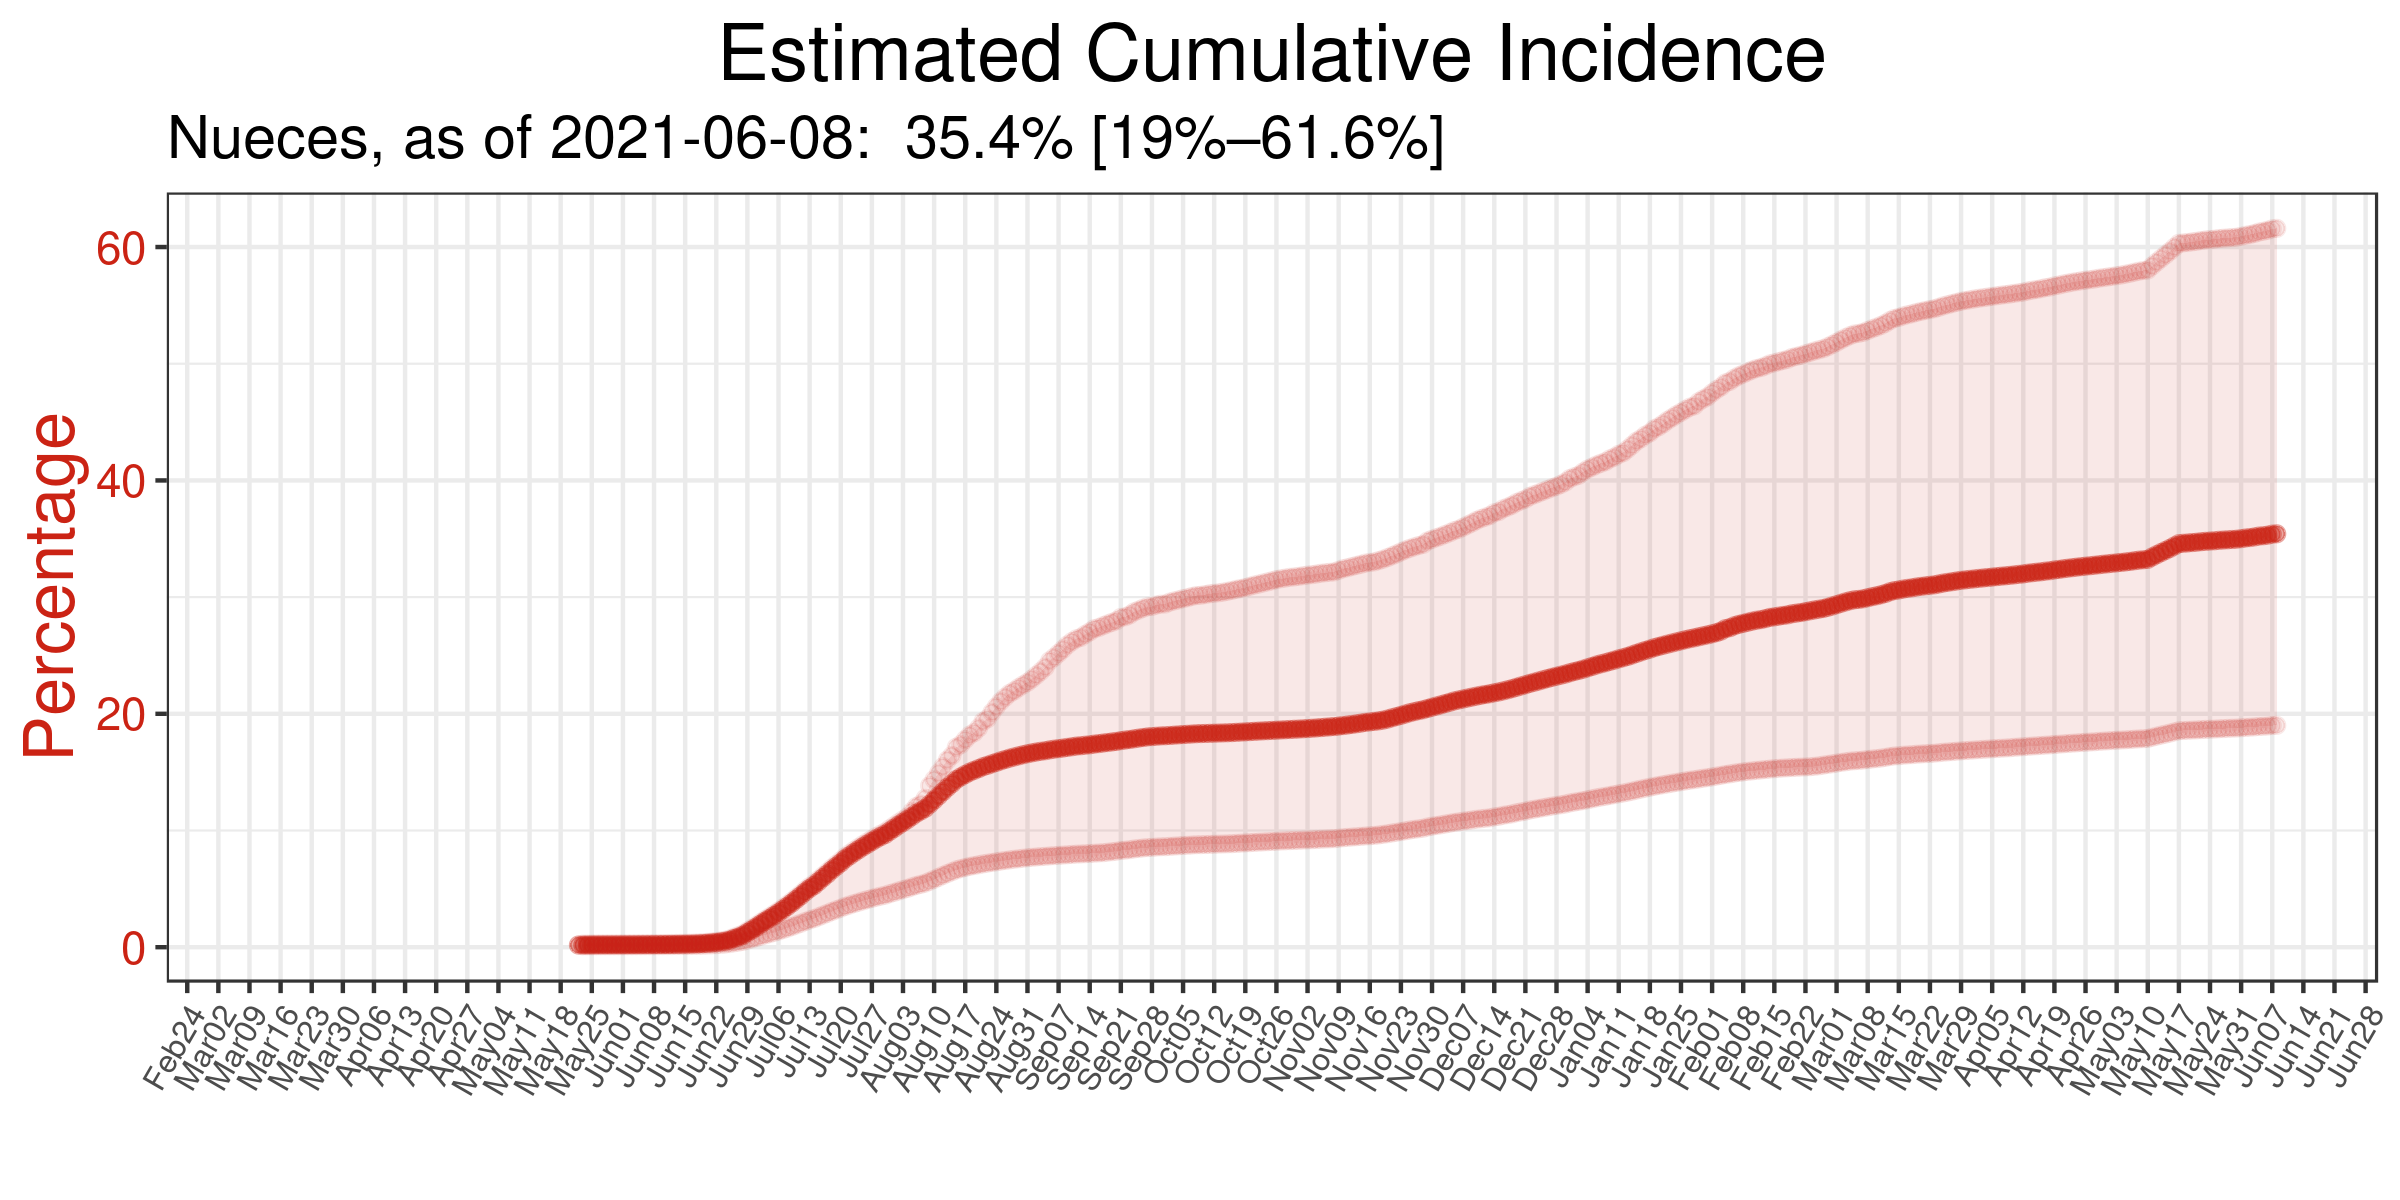 Estimated Cumulative Incidence
Nueces, as of 2021-06-08:  35.4% [19%–61.6%]
Percentage
60
40
20
0
Feb24
Mar02
Mar09
Mar16
Mar23
Mar30
Apr06
Apr13
Apr20
Apr27
May04
May11
May18
May25
Jun01
Jun08
Jun15
Jun22
Jun29
Jul06
Jul13
Jul20
Jul27
Aug03
Aug10
Aug17
Aug24
Aug31
Sep07
Sep14
Sep21
Sep28
Oct05
Oct12
Oct19
Oct26
Nov02
Nov09
Nov16
Nov23
Nov30
Dec07
Dec14
Dec21
Dec28
Jan04
Jan11
Jan18
Jan25
Feb01
Feb08
Feb15
Feb22
Mar01
Mar08
Mar15
Mar22
Mar29
Apr05
Apr12
Apr19
Apr26
May03
May10
May17
May24
May31
Jun07
Jun14
Jun21
Jun28